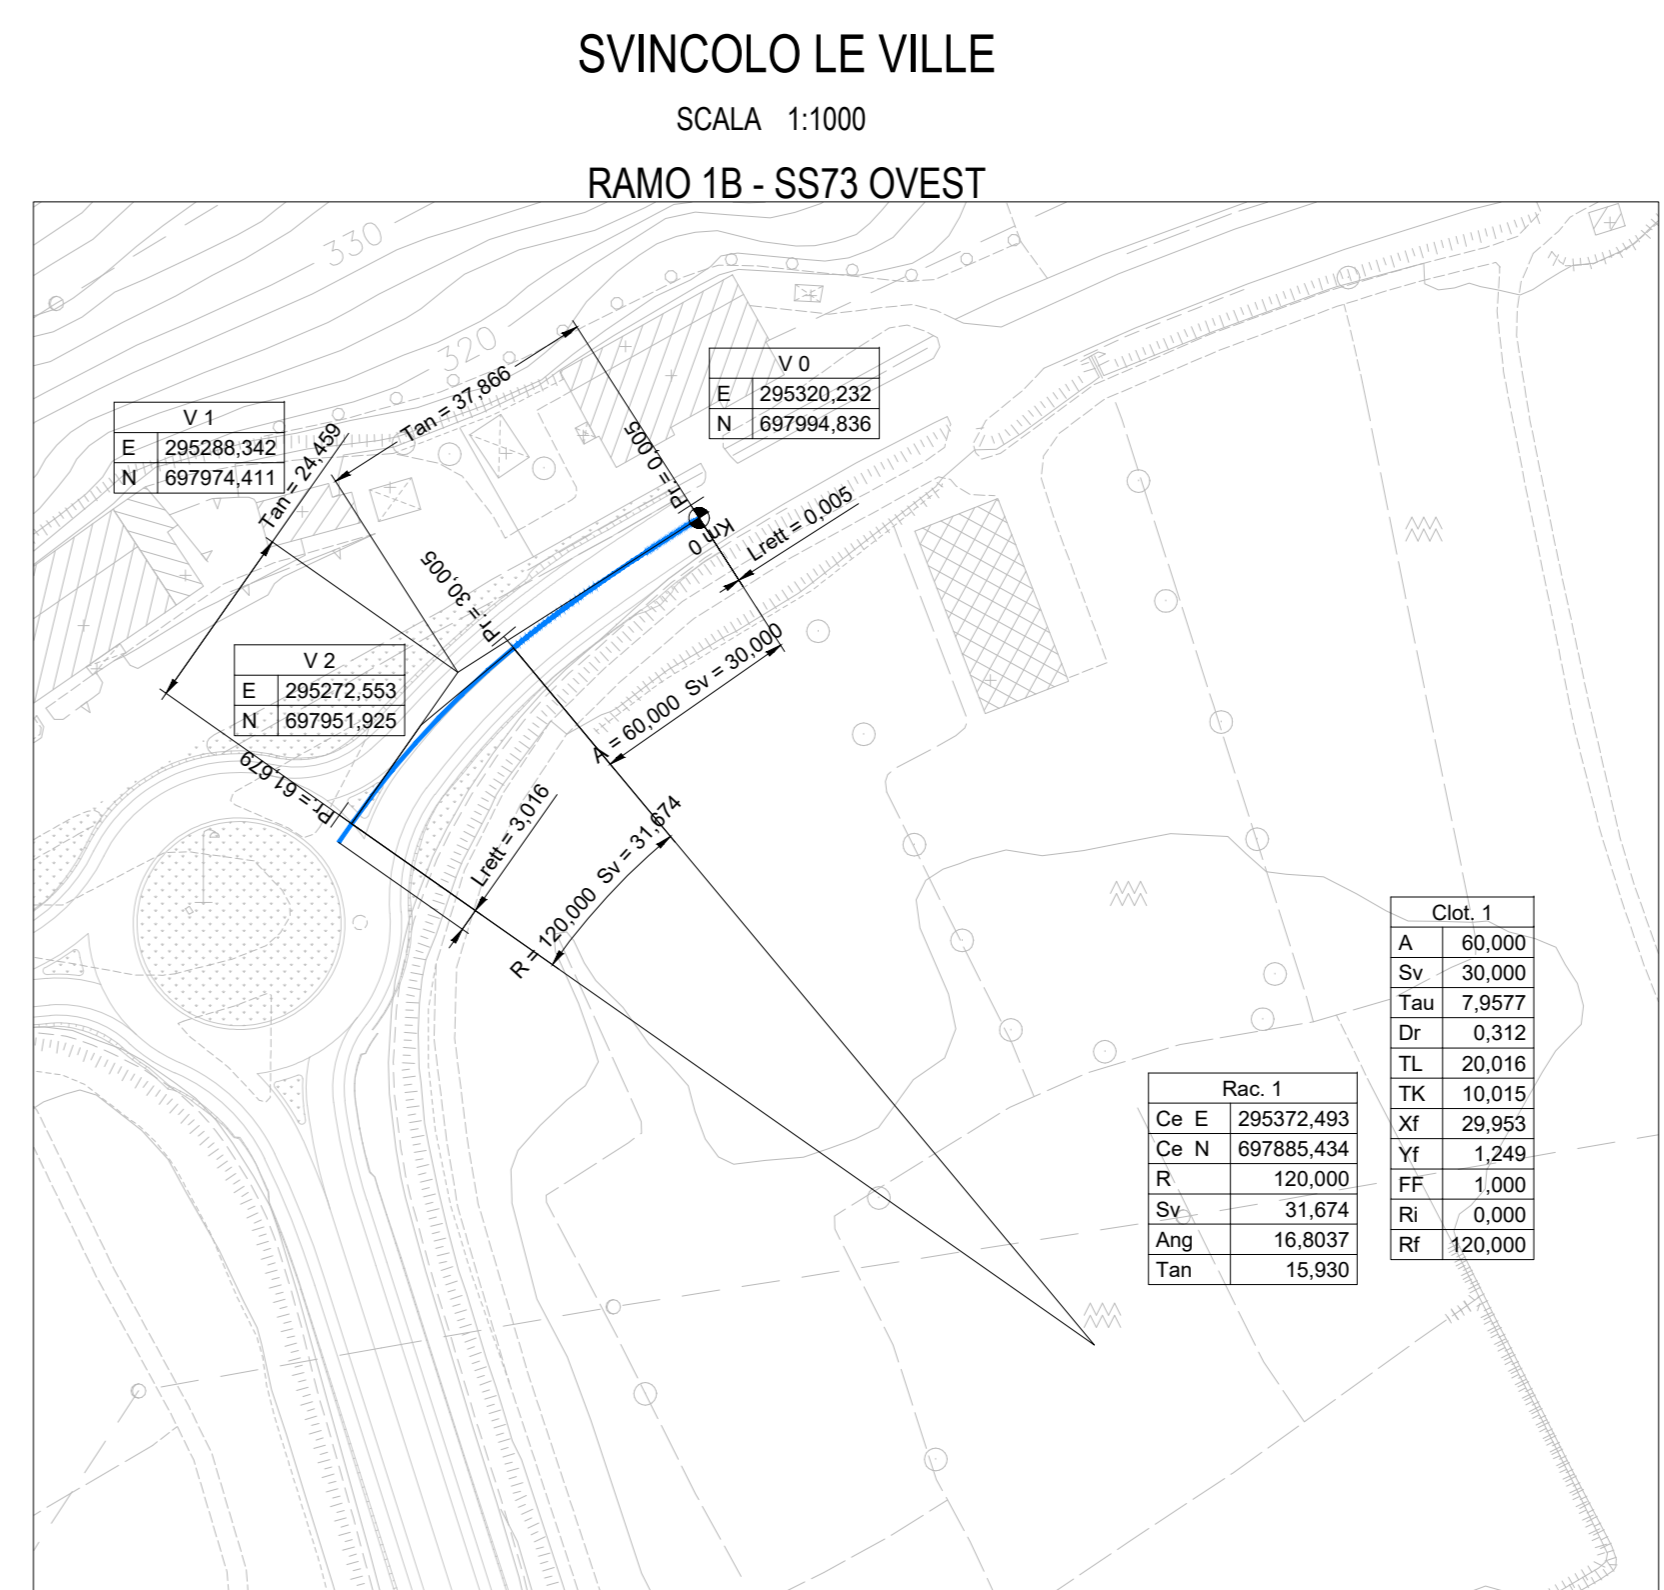 SVINCOLO LE VILLE
SCALA 1:1000
RAMO 1B - SS73 OVEST
330
320
Tan = 37,866
V 0
E 295320,232
N 697994,836
V 1
E 295288,342
N 697974,411
Tan = 24,459
Pr. = 0,005
Km 0
Lrett = 0,005
Pr. = 30,005
V 2
E 295272,553
N 697951,925
A = 60,000 Sv = 30,000
Pr. = 61,679
Lrett = 3,016
R = 120,000 Sv = 31,674
Clot. 1
A 60,000
Sv 30,000
Tau 7,9577
Dr 0,312
TL 20,016
TK 10,015
Xf 29,953
Yf 1,249
FF 1,000
Ri 0,000
Rf 120,000
Rac. 1
Ce E 295372,493
Ce N 697885,434
R 120,000
Sv 31,674
Ang 16,8037
Tan 15,930